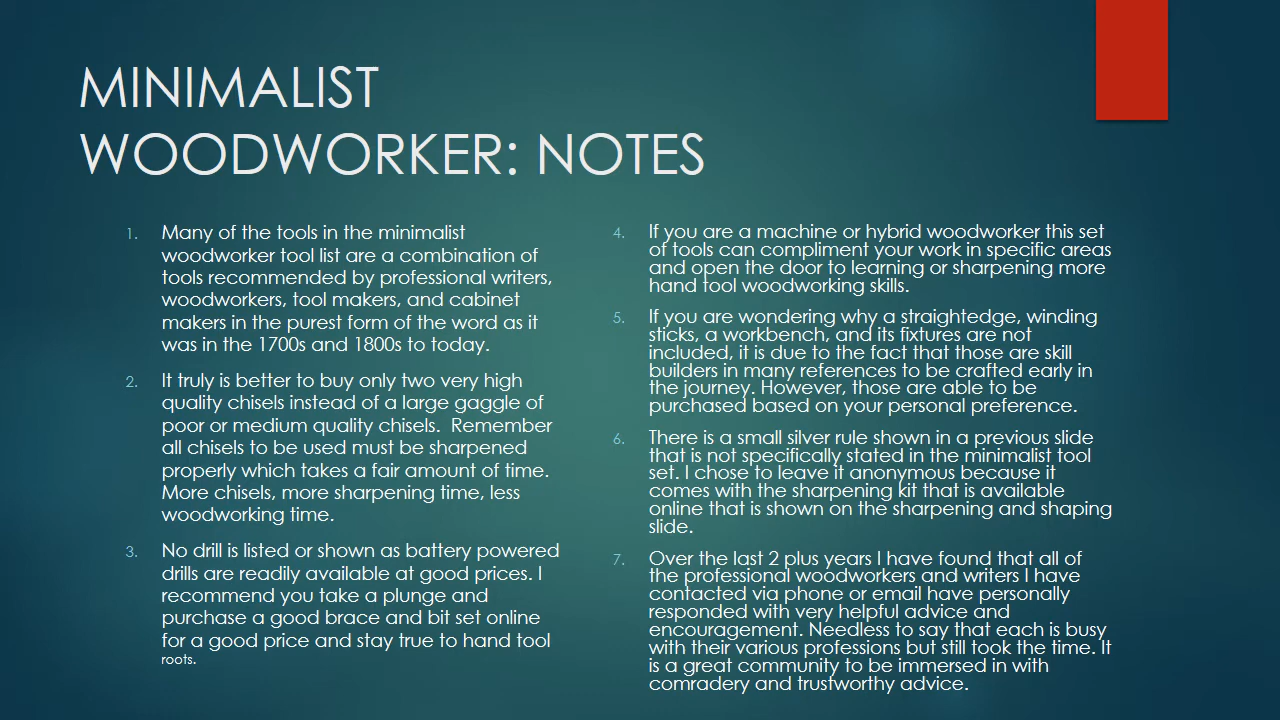 MINIMALIST
WOODWORKER: NOTES
1. Many of the tools in the minimalist
woodworker tool list are a combination of
tools recommended by professional writers,
woodworkers, tool makers, and cabinet
makers in the purest form of the word as it
was in the 1700s and 1800s to today.
2. It truly is better to buy only two very high
quality chisels instead of a large gaggle of
poor or medium quality chisels.  Remember
all chisels to be used must be sharpened
properly which takes a fair amount of time.
More chisels, more sharpening time, less
woodworking time.
3. No drill is listed or shown as battery powered
drills are readily available at good prices. I
recommend you take a plunge and
purchase a good brace and bit set online
for a good price and stay true to hand tool
roots.
4. If you are a machine or hybrid woodworker this set
of tools can compliment your work in specific areas
and open the door to learning or sharpening more
hand tool woodworking skills.
5. If you are wondering why a straightedge, winding
sticks, a workbench, and its fixtures are not
included, it is due to the fact that those are skill
builders in many references to be crafted early in
the journey. However, those are able to be
purchased based on your personal preference.
6. There is a small silver rule shown in a previous slide
that is not specifically stated in the minimalist tool
set. I chose to leave it anonymous because it
comes with the sharpening kit that is available
online that is shown on the sharpening and shaping
slide.
7. Over the last 2 plus years I have found that all of
the professional woodworkers and writers I have
contacted via phone or email have personally
responded with very helpful advice and
encouragement. Needless to say that each is busy
with their various professions but still took the time. It
is a great community to be immersed in with
comradery and trustworthy advice.